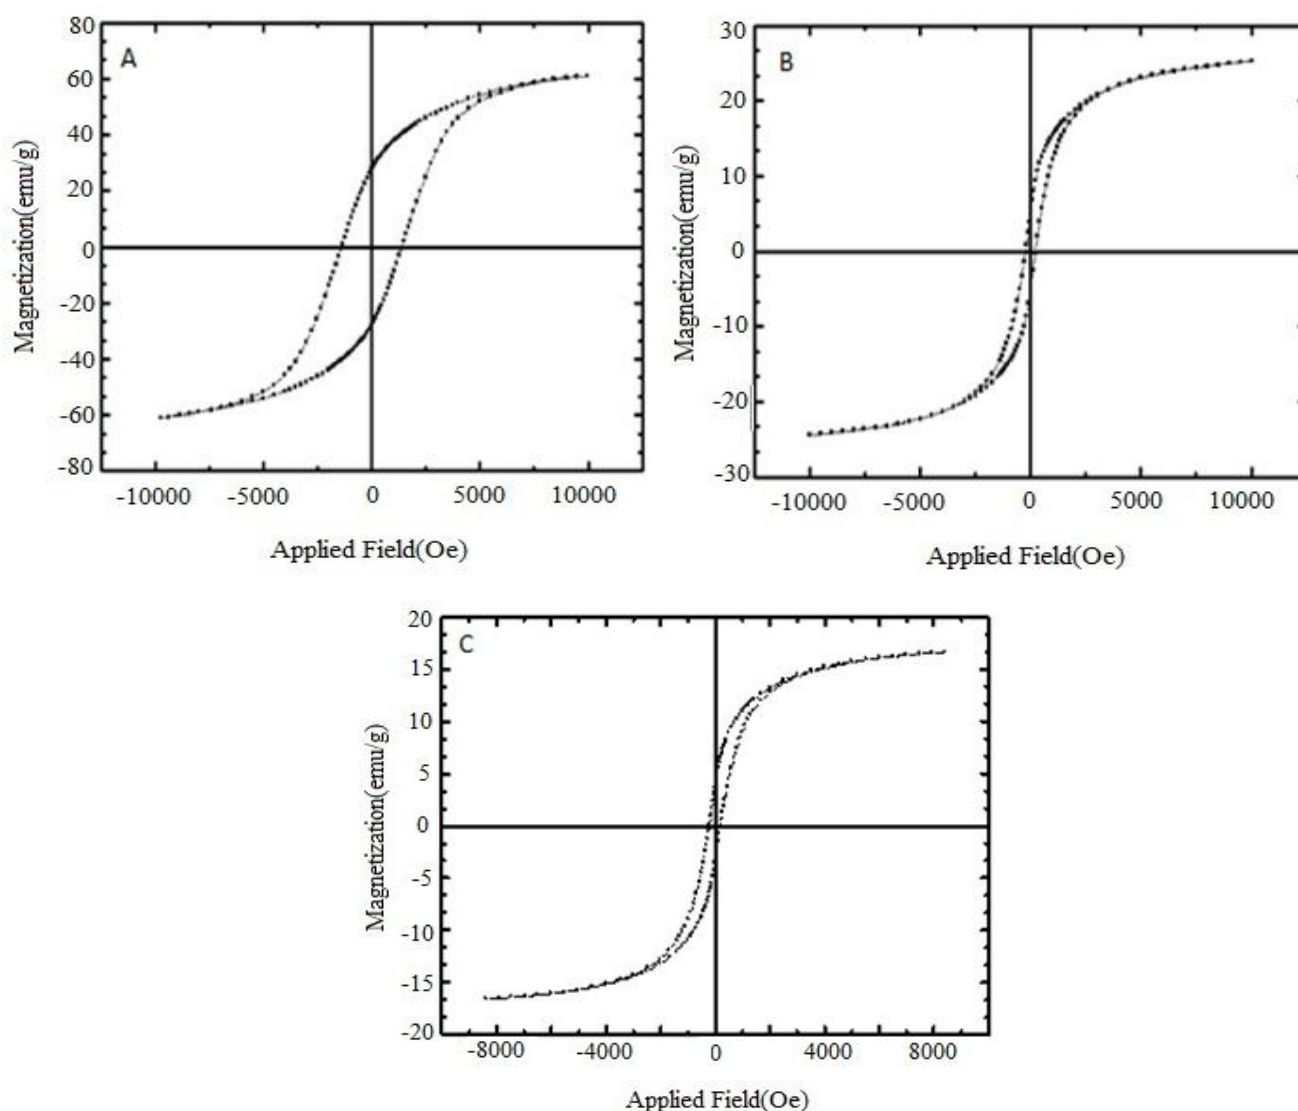 A
80
60
40
20
0
-20
-40
-60
-80
Magnetization(emu/g)
-10000 -5000 0 5000 10000
Applied Field(Oe)
B
30
20
10
0
-10
-20
-30
Magnetization(emu/g)
-10000 -5000 0 5000 10000
Applied Field(Oe)
C
20
15
10
5
0
-5
-10
-15
-20
Magnetization(emu/g)
-8000 -4000 0 4000 8000
Applied Field(Oe)